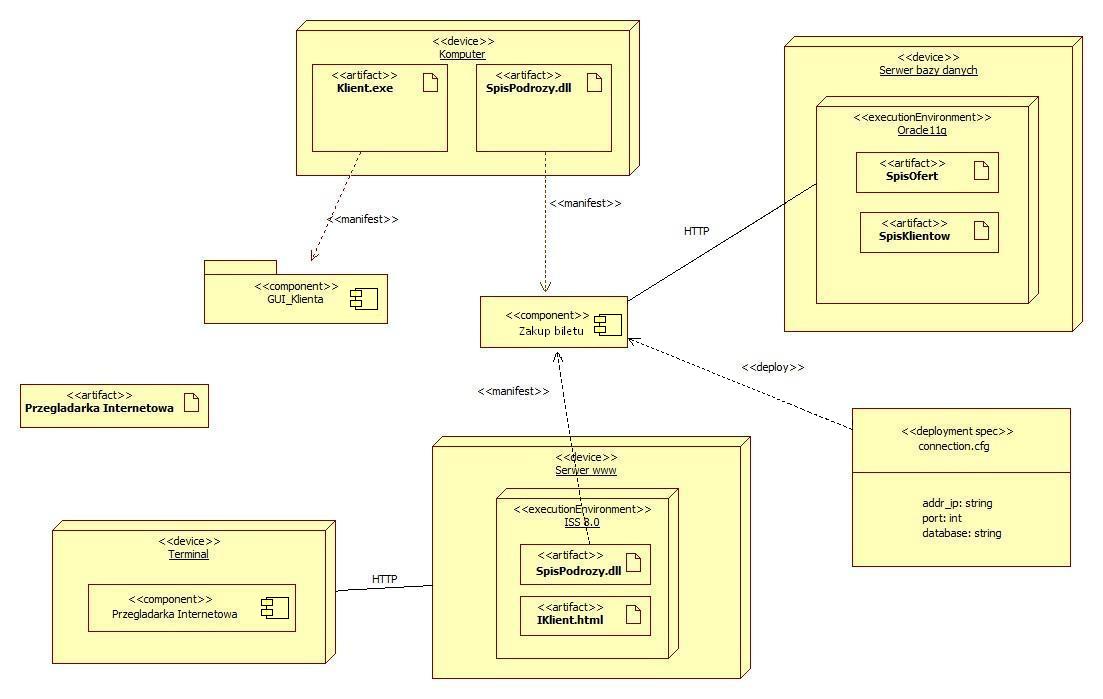 <<device>>
Komputer
<<artifact>>
Klient.exe
<<artifact>>
SpisPodrozy.dll
<<device>>
Serwer bazy danych
<<executionEnvironment>>
Oracle11g
<<artifact>>
SpisOfert
<<artifact>>
SpisKlientow
<<manifest>>
<<manifest>>
HTTP
<<component>>
GUI_Klienta
<<component>>
Zakup biletu
<<deploy>>
<<manifest>>
<<artifact>>
Przegladarka Internetowa
<<deployment spec>>
connection.cfg
addr_ip: string
port: int
database: string
<<device>>
Serwer www
<<executionEnvironment>>
ISS 8.0
<<artifact>>
SpisPodrozy.dll
<<artifact>>
IKlient.html
<<device>>
Terminal
<<component>>
Przegladarka Internetowa
HTTP